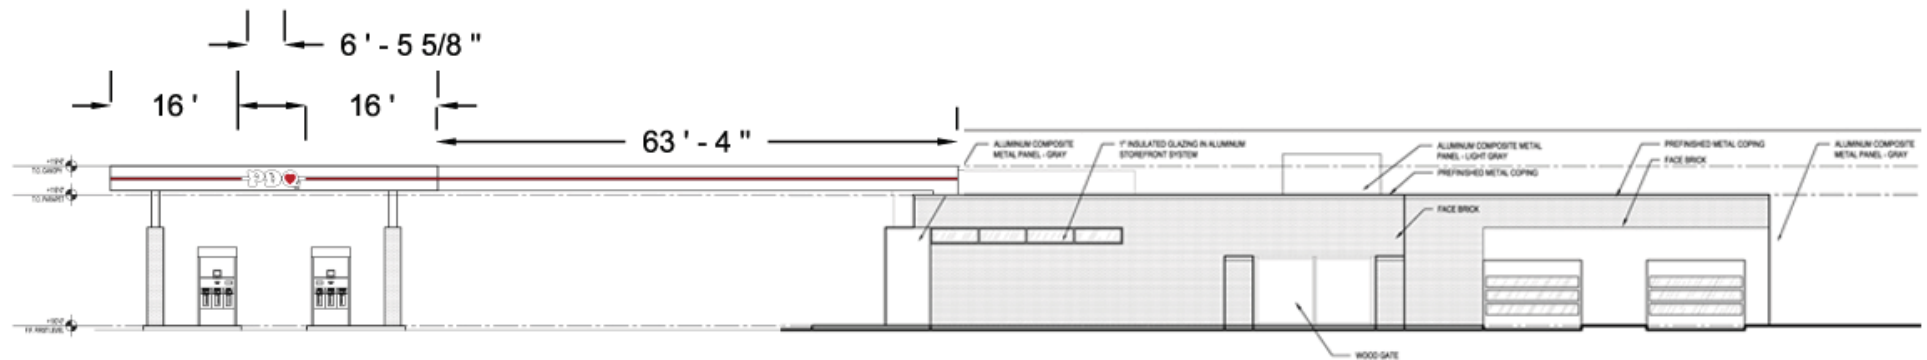 6 ' - 5 5/8 "
16 '
16 '
63 ' - 4 "
ALUMINUM COMPOSITE
METAL PANEL - GRAY
1" INSULATED GLAZING IN ALUMINUM
STOREFRONT SYSTEM
ALUMINUM COMPOSITE METAL
PANEL - LIGHT GRAY
PREFINISHED METAL COPING
PREFINISHED METAL COPING
FACE BRICK
ALUMINUM COMPOSITE
METAL PANEL - GRAY
PDQ
FACE BRICK
WOOD GATE